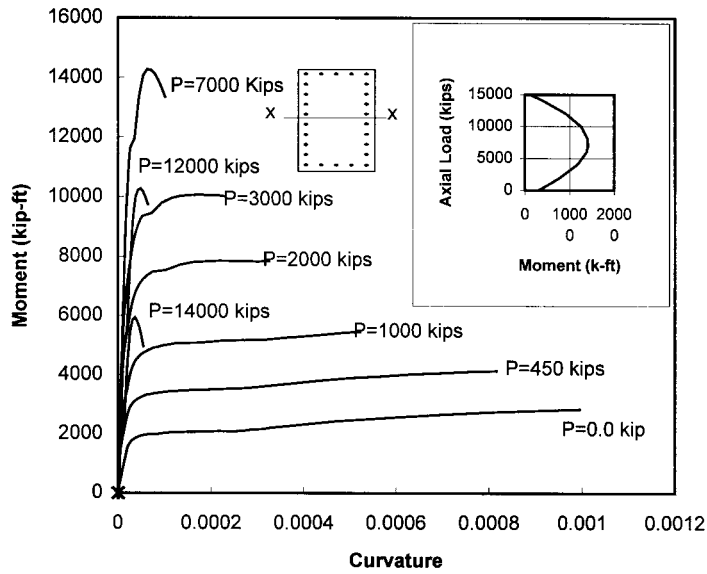 16000
14000
12000
10000
8000
6000
4000
2000
0
Moment (kip-ft)
0
0.0002
0.0004
0.0006
0.0008
0.001
0.0012
Curvature
P=7000 Kips
P=12000 kips
P=3000 kips
P=2000 kips
P=14000 kips
P=1000 kips
P=450 kips
P=0.0 kip
X
X
Axial Load (kips)
15000
10000
5000
0
0 1000 2000
0 0
Moment (k-ft)